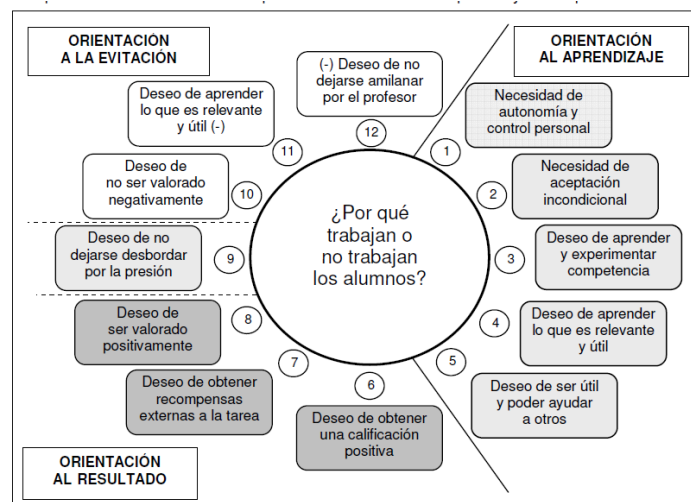 ORIENTACIÓN
A LA EVITACIÓN
(-) Deseo de no
dejarse amilanar
por el profesor
ORIENTACIÓN
AL APRENDIZAJE
Deseo de aprender
lo que es relevante
y útil (-)
Necesidad de
autonomía y
control personal
12
11
1
Deseo de
no ser valorado
negativamente
10
2
Necesidad de
aceptación
incondicional
¿Por qué
trabajan o
no trabajan
los alumnos?
Deseo de no
dejarse desbordar
por la presión
9
3
Deseo de aprender
y experimentar
competencia
Deseo de
ser valorado
positivamente
8
4
Deseo de aprender
lo que es relevante
y útil
7
5
6
Deseo de obtener
recompensas
externas a la tarea
Deseo de ser útil
y poder ayudar
a otros
Deseo de obtener
una calificación
positiva
ORIENTACIÓN
AL RESULTADO